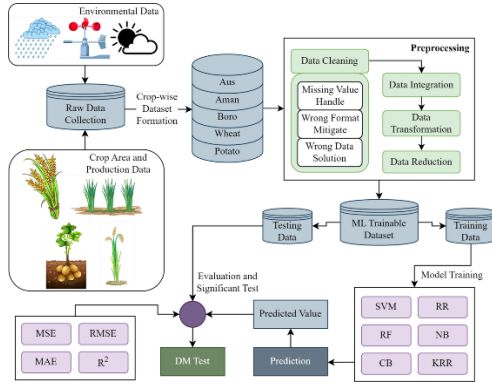 Environmental Data
Raw Data
Collection
Crop-wise
Dataset
Formation
Aus
Aman
Boro
Wheat
Potato
Preprocessing
Data Cleaning
Missing Value
Handle
Wrong Format
Mitigate
Wrong Data
Solution
Data Integration
Data
Transformation
Data Reduction
Crop Area and
Production Data
Testing
Data
ML Trainable
Dataset
Training
Data
Evaluation and
Significant Test
Model Training
MSE
RMSE
MAE
R²
DM Test
Predicted Value
Prediction
SVM
RR
RF
NB
CB
KRR